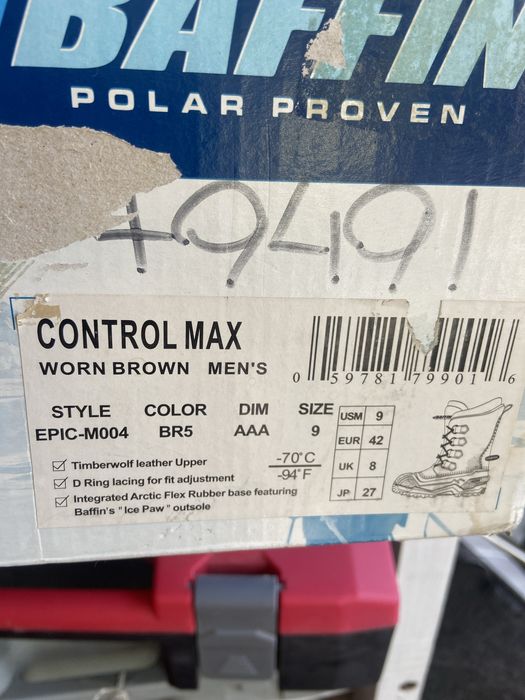 BAFFIN
POLAR PROVEN
CONTROL MAX
WORN BROWN MEN'S
0 59781 79901 6
STYLE COLOR DIM SIZE
EPIC-M004 BR5 AAA 9
USM 9
EUR 42
UK 8
JP 27
-70°C
-94°F
Timberwolf leather Upper
D Ring lacing for fit adjustment
Integrated Arctic Flex Rubber base featuring
Baffin's "Ice Paw" outsole